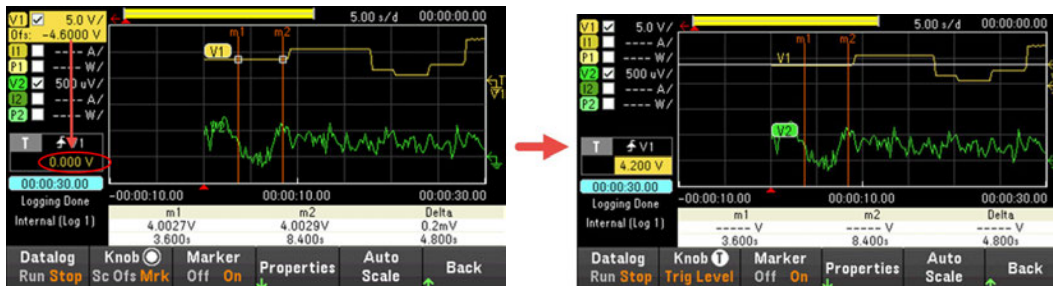 V1 5.0 V/ 5.00 s/d 00:00:00.00
Ofs: -4.6000 V
I1 ---- A/
P1 ---- W/
V2 500 uV/
I2 ---- A/
P2 ---- W/
m1 m2
V1
T
V1
T V1
0.000 V
00:00:30.00
-00:00:10.00 00:00:10.00 00:00:30.00
Logging Done
Internal (Log 1)
m1 m2 Delta
4.0027V 4.0029V 0.2mV
3.600s 8.400s 4.800s
Datalog Knob Marker Properties Auto Back
Run Stop Sc Ofs Mrk Off On Scale
V1 5.0 V/ 5.00 s/d 00:00:00.00
I1 ---- A/
P1 ---- W/
V2 500 uV/
I2 ---- A/
P2 ---- W/
m1 m2
V1
V2
T V1
4.200 V
00:00:30.00
-00:00:10.00 00:00:10.00 00:00:30.00
Logging Done
Internal (Log 1)
m1 m2 Delta
----- V ----- V ----- V
3.600s 8.400s 4.800s
Datalog Knob T Marker Properties Auto Back
Run Stop Trig Level Off On Scale